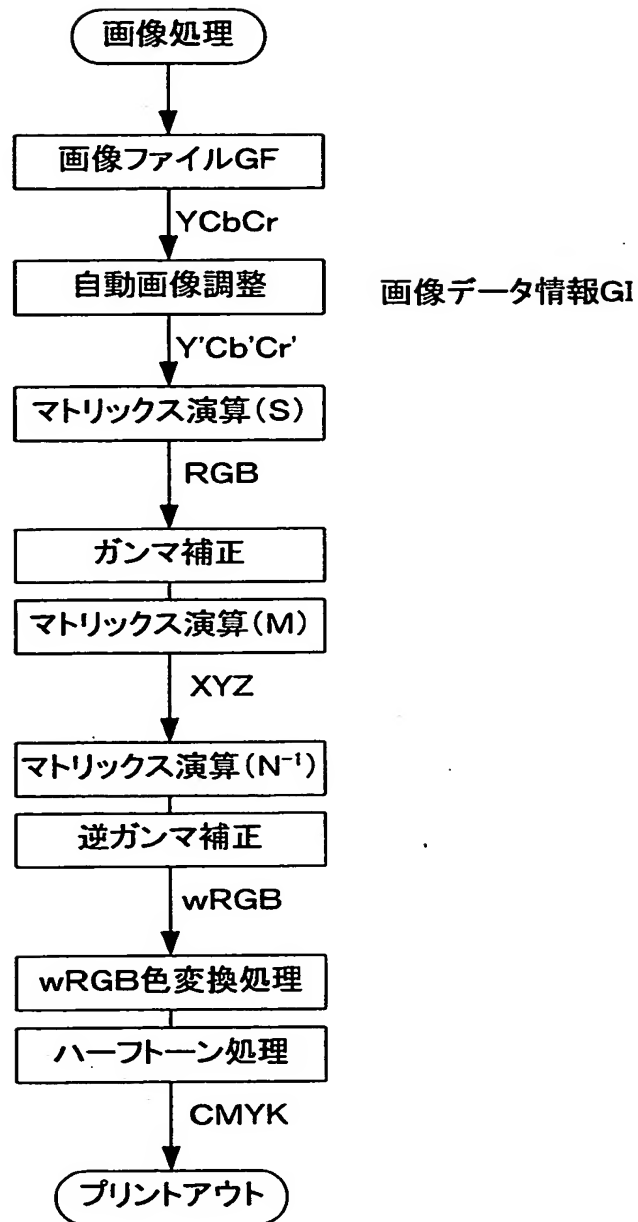 画像処理
画像ファイルGF
YCbCr
自動画像調整 画像データ情報GI
Y'Cb'Cr'
マトリックス演算(S)
RGB
ガンマ補正
マトリックス演算(M)
XYZ
マトリックス演算(N⁻¹)
逆ガンマ補正
wRGB
wRGB色変換処理
ハーフトーン処理
CMYK
プリントアウト